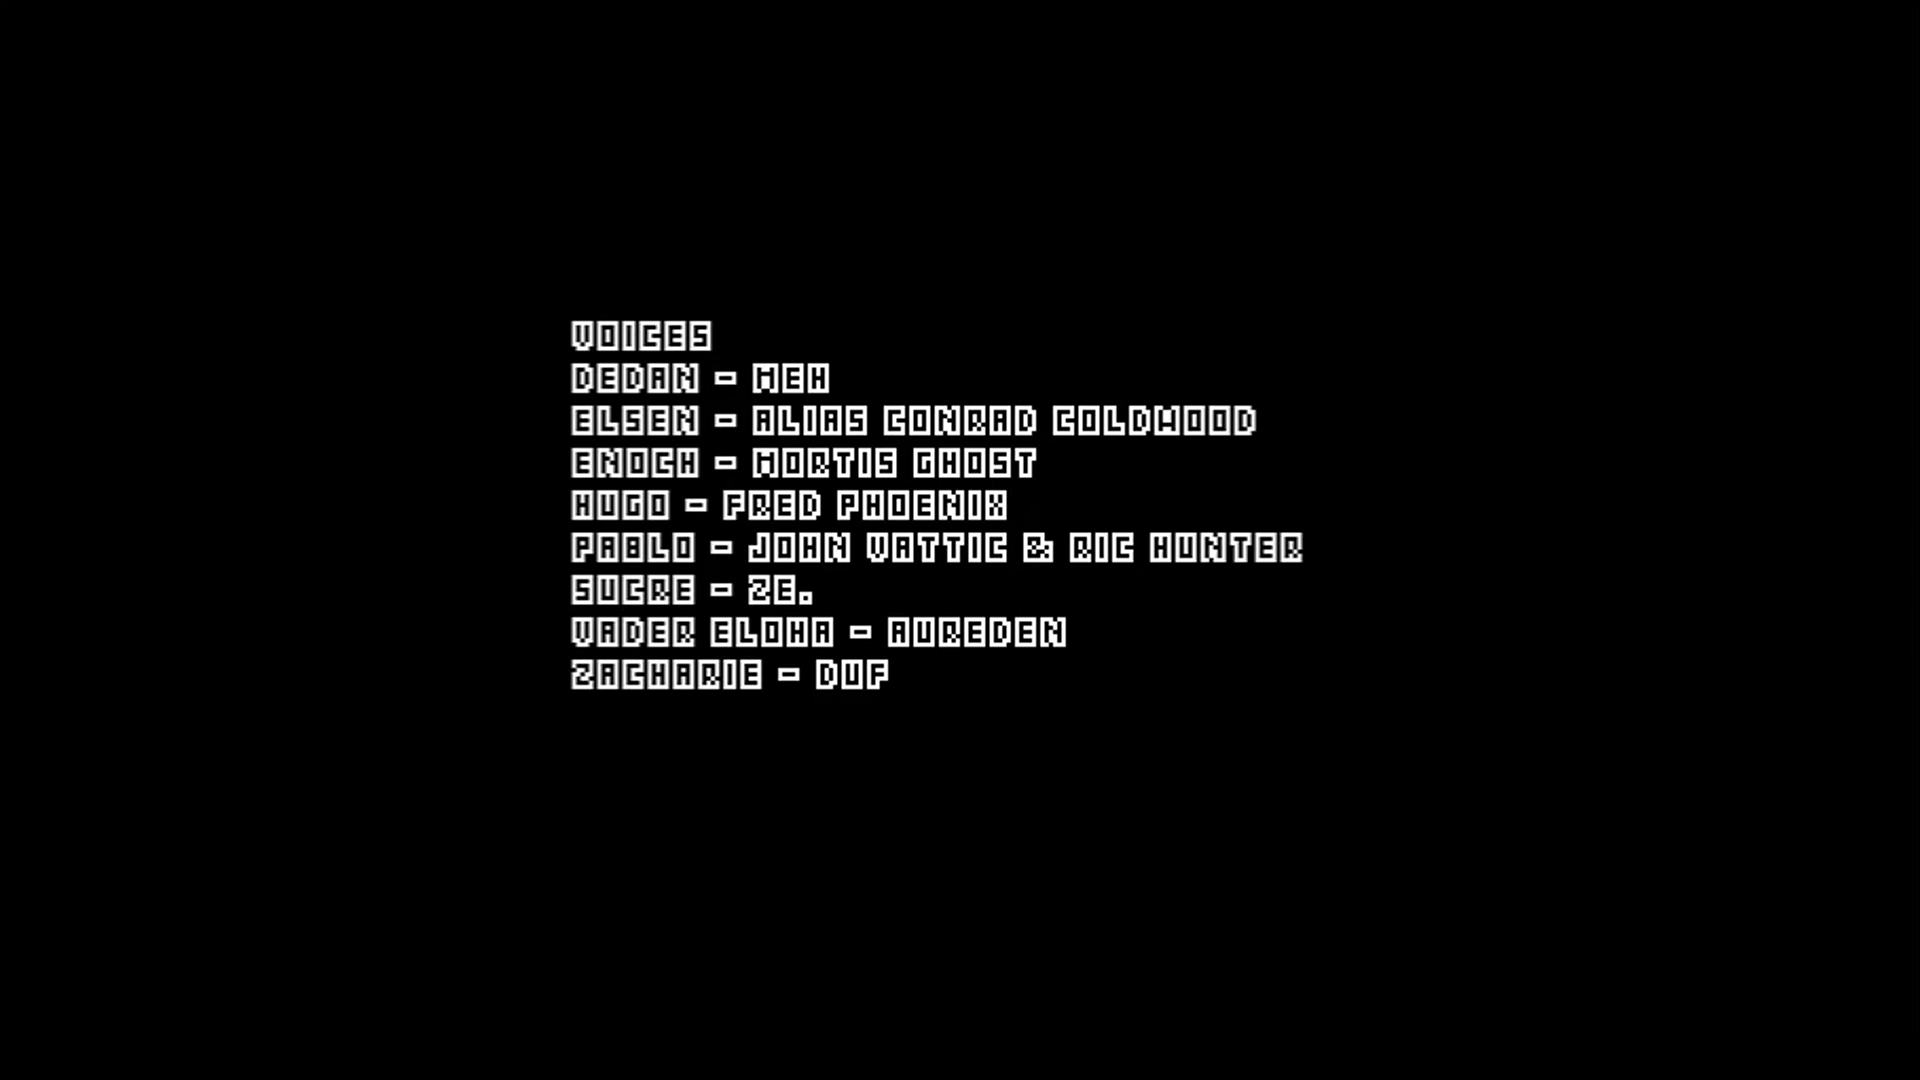 VOICES
DEDAN - MEH
ELSEN - ALIAS CONRAD COLDWOOD
ENOCH - MORTIS GHOST
HUGO - FRED PHOENIX
PABLO - JOHN VATTIC & RIC HUNTER
SUCRE - ZE.
VADER ELOHA - AUREDEN
ZACHARIE - DUF